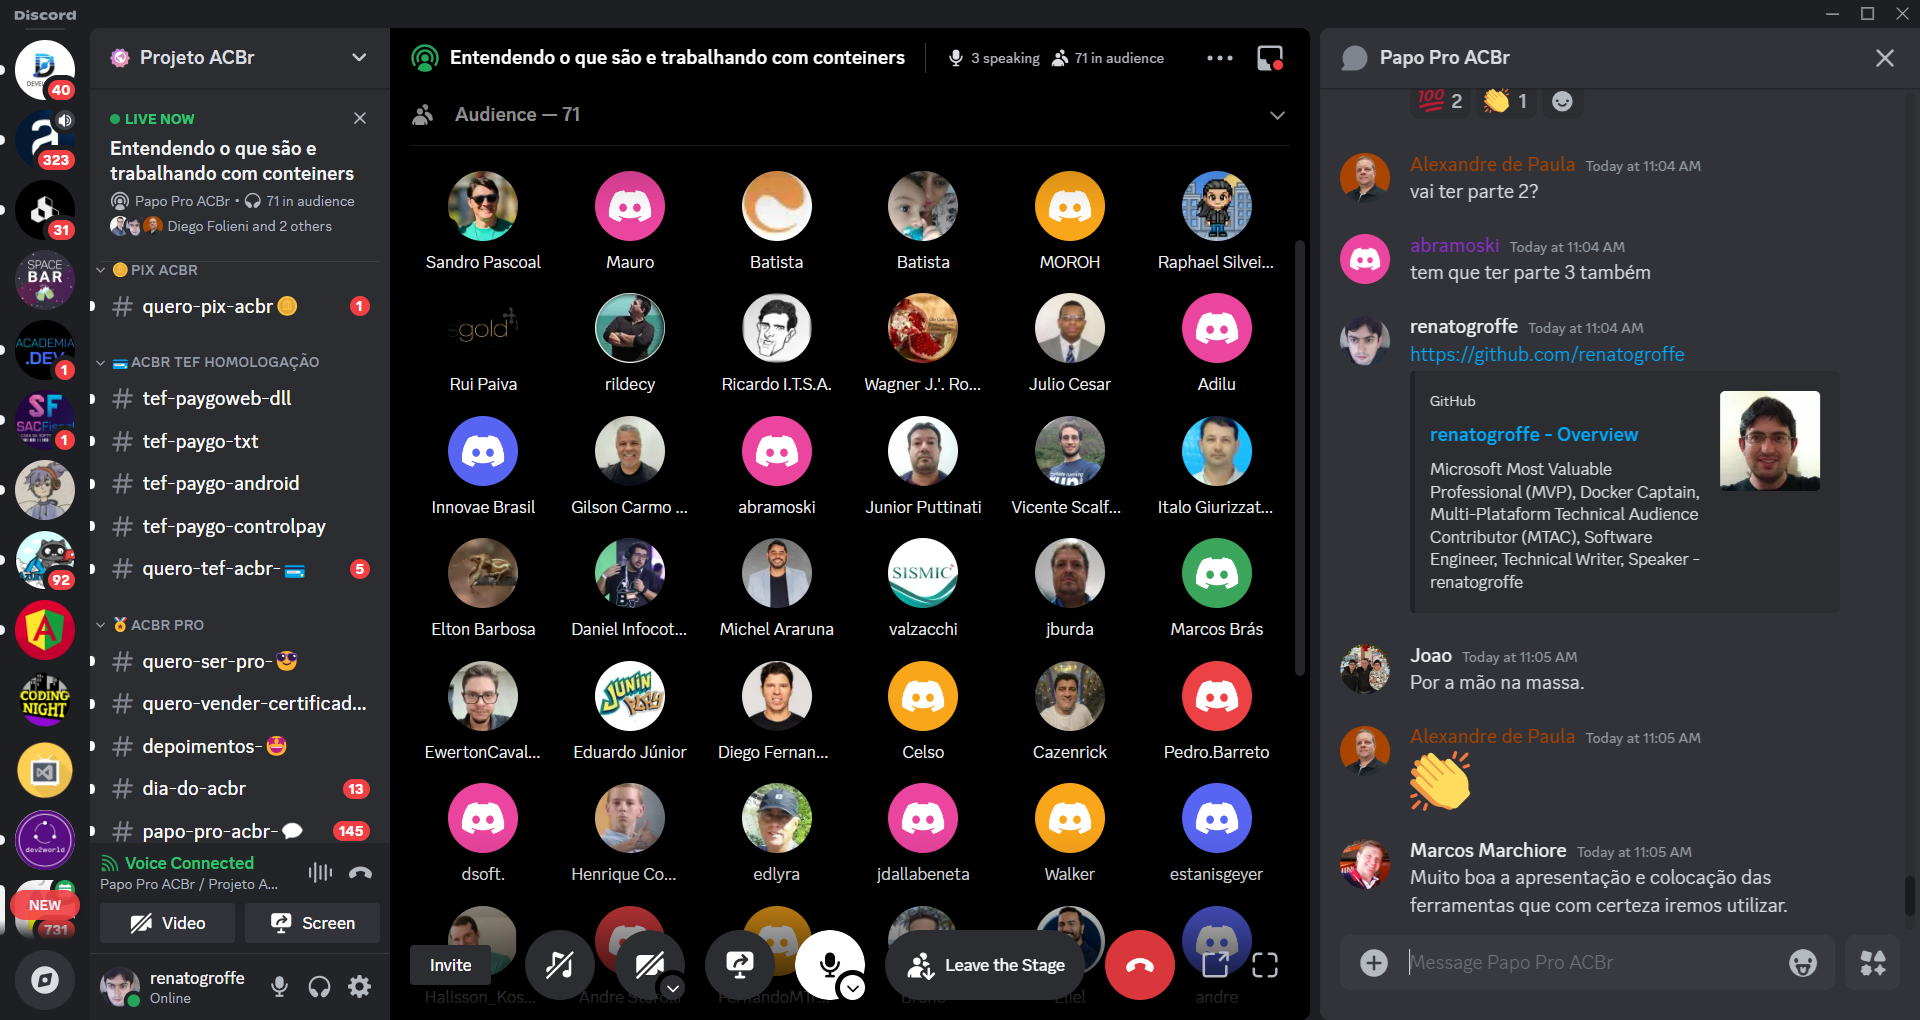 Discord
DEVEL
40
323
31
SPACE
BAR
ACADEMIA
.DEV
1
SF
SACFiscal
1
92
CODING
NIGHT
dev2world
NEW
731
Projeto ACBr
LIVE NOW
Entendendo o que são e
trabalhando com conteiners
Papo Pro ACBr • 71 in audience
Diego Folieni and 2 others
PIX ACBR
# quero-pix-acbr
1
ACBR TEF HOMOLOGAÇÃO
# tef-paygoweb-dll
# tef-paygo-txt
# tef-paygo-android
# tef-paygo-controlpay
# quero-tef-acbr-
5
ACBR PRO
# quero-ser-pro-
# quero-vender-certificad...
# depoimentos-
# dia-do-acbr
13
# papo-pro-acbr-
145
Voice Connected
Papo Pro ACBr / Projeto A...
Video
Screen
renatogroffe
Online
Entendendo o que são e trabalhando com conteiners
3 speaking
71 in audience
Audience — 71
Sandro Pascoal
Mauro
Batista
Batista
MOROH
Raphael Silvei...
gold
Rui Paiva
rildecy
Ricardo I.T.S.A.
Wagner J.'. Ro...
Julio Cesar
Adilu
Innovae Brasil
Gilson Carmo ...
abramoski
Junior Puttinati
Vicente Scalf...
Italo Giurizzat...
SISMIC
Elton Barbosa
Daniel Infocot...
Michel Araruna
valzacchi
jburda
Marcos Brás
JUNIN
PLAY
EwertonCaval...
Eduardo Júnior
Diego Fernan...
Celso
Cazenrick
Pedro.Barreto
dsoft.
Henrique Co...
edlyra
jdallabeneta
Walker
estanisgeyer
Halisson_Kos...
Andre
Bruno
andre
Invite
Leave the Stage
Papo Pro ACBr
100 2
1
Alexandre de Paula Today at 11:04 AM
vai ter parte 2?
abramoski Today at 11:04 AM
tem que ter parte 3 também
renatogroffe Today at 11:04 AM
https://github.com/renatogroffe
GitHub
renatogroffe - Overview
Microsoft Most Valuable
Professional (MVP), Docker Captain,
Multi-Plataform Technical Audience
Contributor (MTAC), Software
Engineer, Technical Writer, Speaker -
renatogroffe
Joao Today at 11:05 AM
Por a mão na massa.
Alexandre de Paula Today at 11:05 AM
Marcos Marchiore Today at 11:05 AM
Muito boa a apresentação e colocação das
ferramentas que com certeza iremos utilizar.
Message Papo Pro ACBr